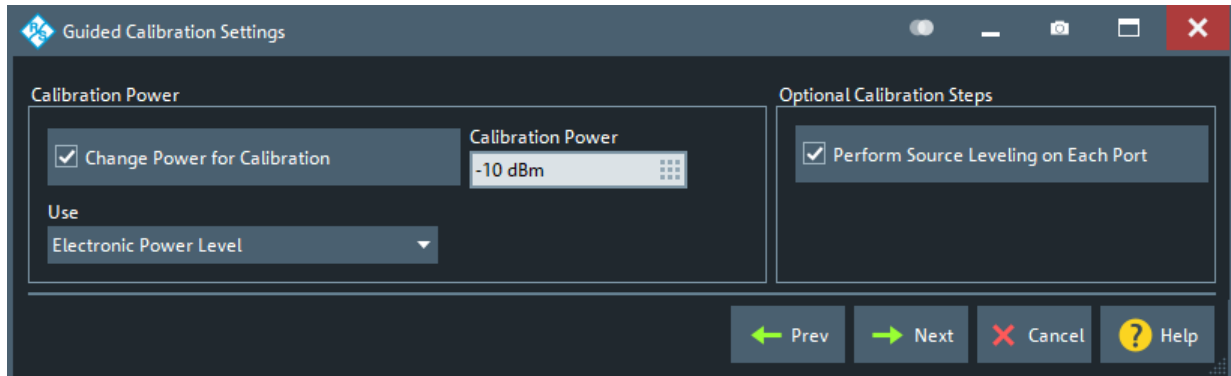 R&S
Guided Calibration Settings
Calibration Power
Change Power for Calibration
Calibration Power
-10 dBm
Use
Electronic Power Level
Optional Calibration Steps
Perform Source Leveling on Each Port
Prev
Next
Cancel
? Help